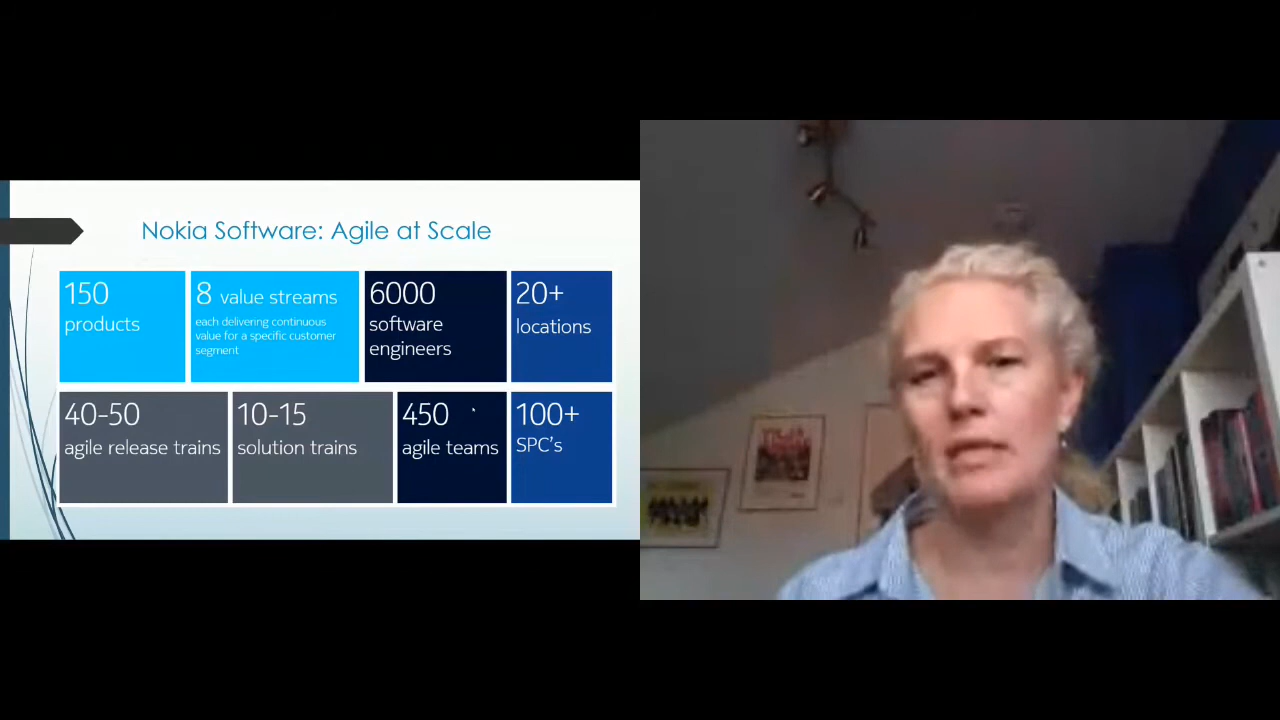 Nokia Software: Agile at Scale
150
products
8 value streams
each delivering continuous
value for a specific customer
segment
6000
software
engineers
20+
locations
40-50
agile release trains
10-15
solution trains
450
agile teams
100+
SPC's